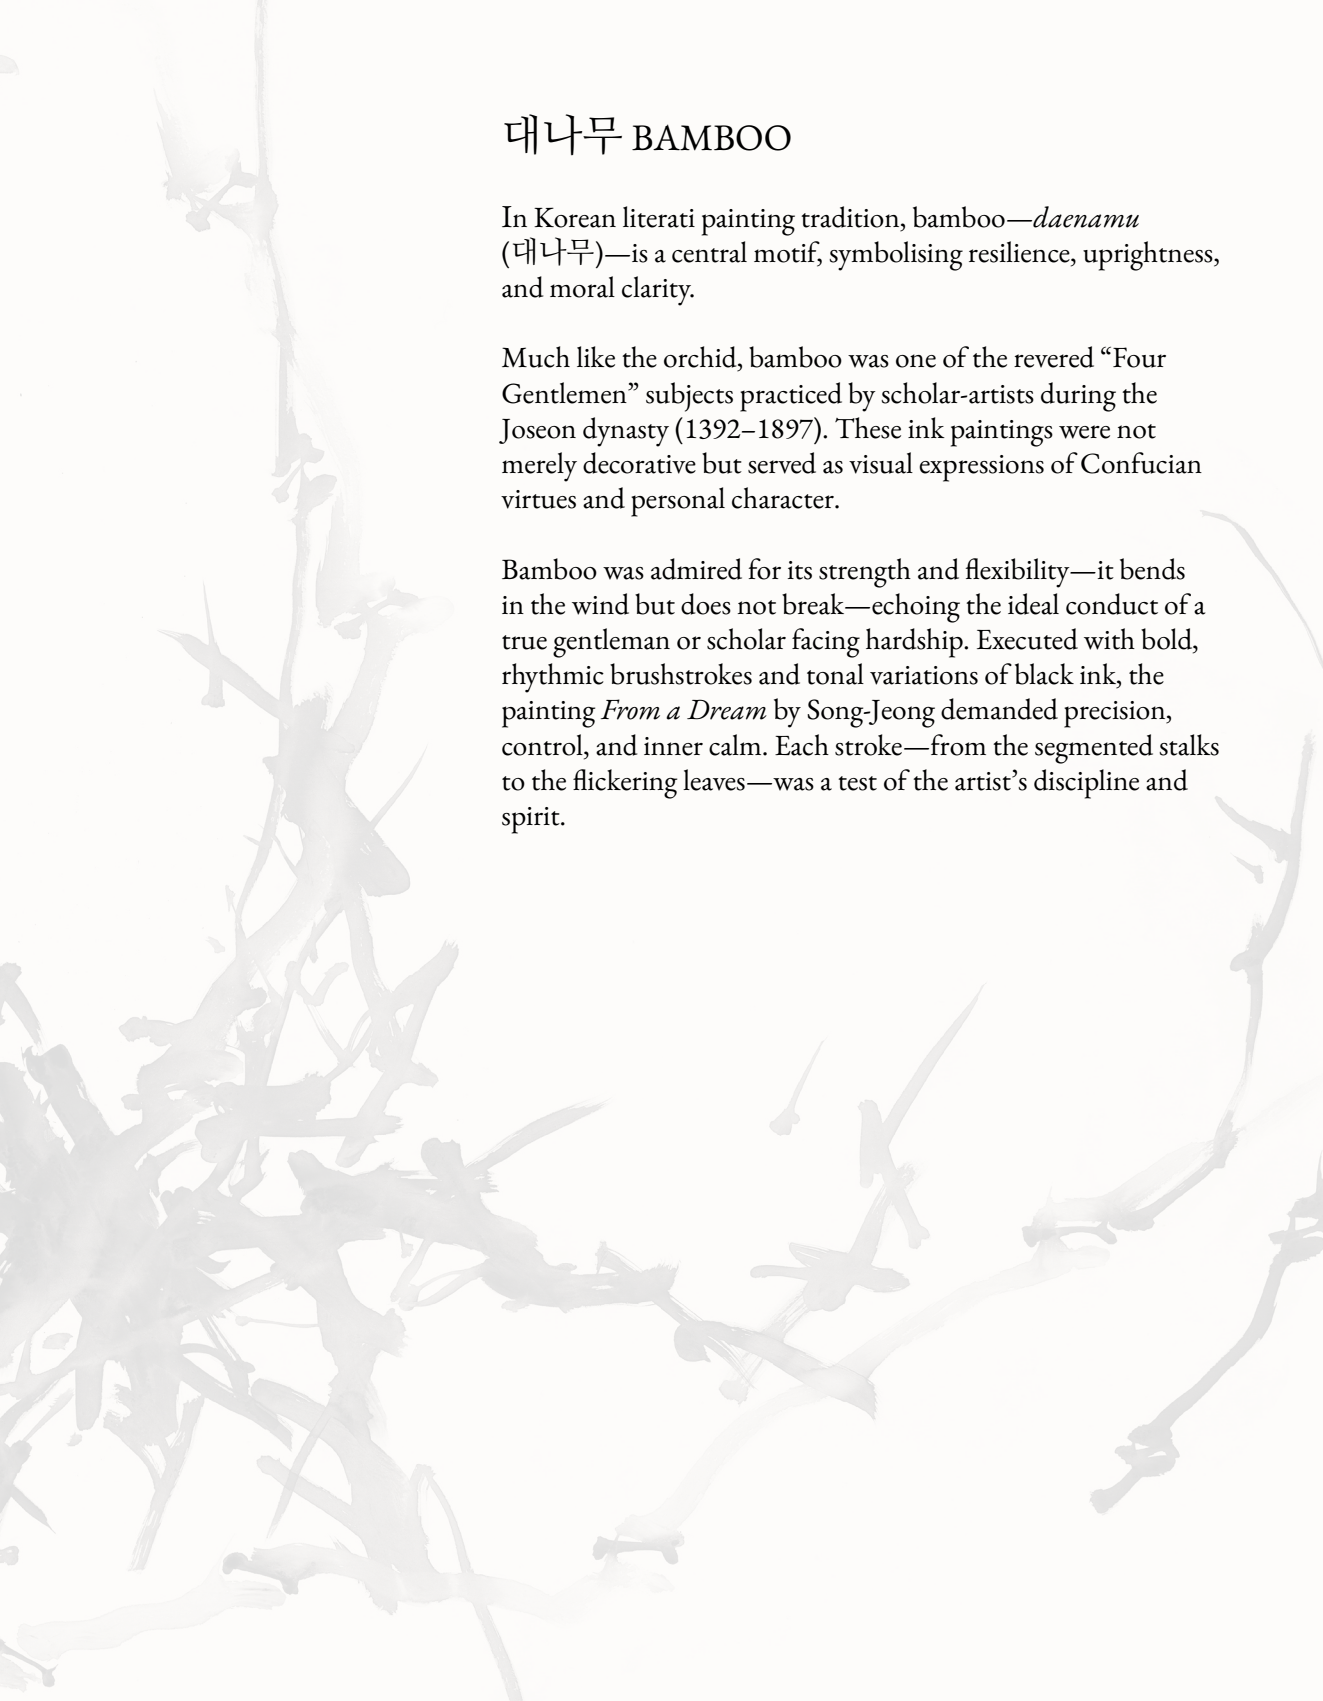 대나무 BAMBOO
In Korean literati painting tradition, bamboo—daenamu
(대나무)—is a central motif, symbolising resilience, uprightness,
and moral clarity.
Much like the orchid, bamboo was one of the revered “Four
Gentlemen” subjects practiced by scholar-artists during the
Joseon dynasty (1392–1897). These ink paintings were not
merely decorative but served as visual expressions of Confucian
virtues and personal character.
Bamboo was admired for its strength and flexibility—it bends
in the wind but does not break—echoing the ideal conduct of a
true gentleman or scholar facing hardship. Executed with bold,
rhythmic brushstrokes and tonal variations of black ink, the
painting From a Dream by Song-Jeong demanded precision,
control, and inner calm. Each stroke—from the segmented stalks
to the flickering leaves—was a test of the artist’s discipline and
spirit.